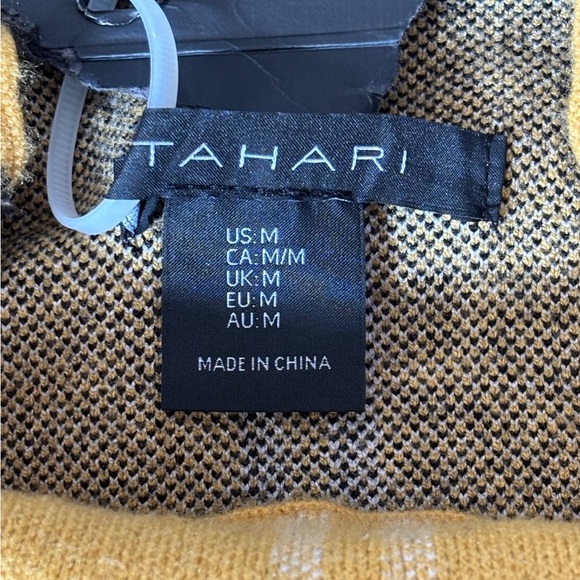 TAHARI
US: M
CA: M/M
UK: M
EU: M
AU: M
MADE IN CHINA